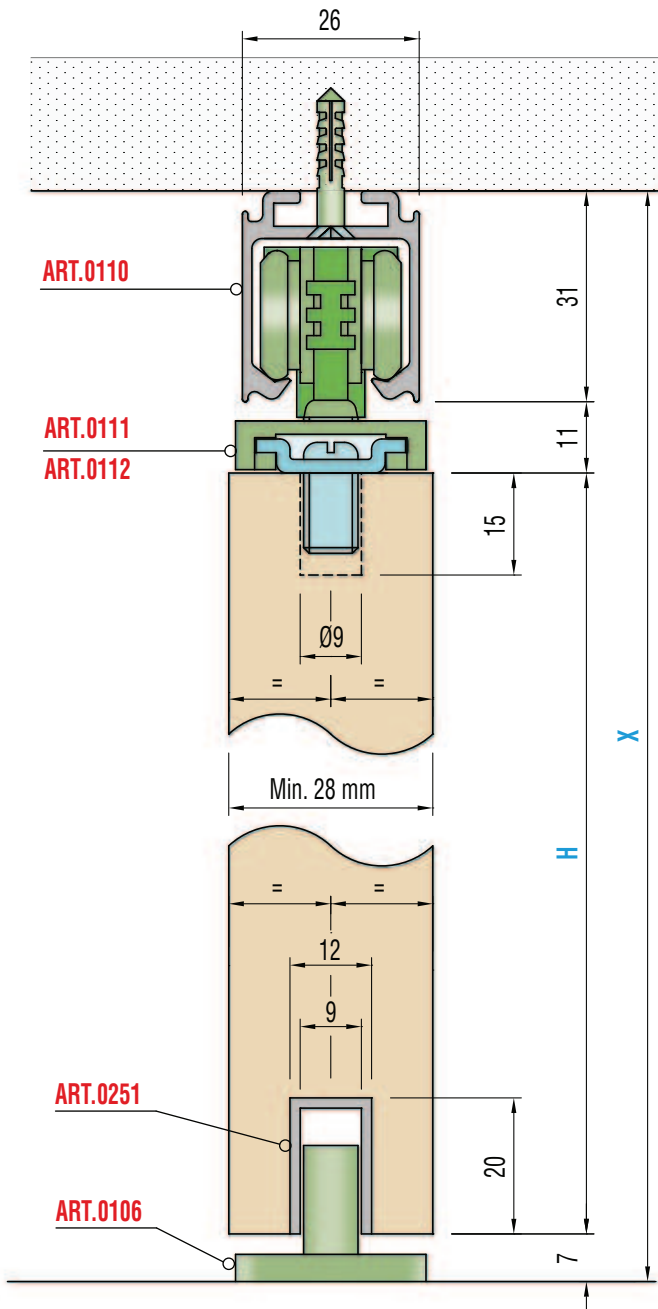 26
ART.0110
31
ART.0111
ART.0112
11
15
Ø9
= =
X
Min. 28 mm
H
= =
12
9
ART.0251
20
ART.0106
7